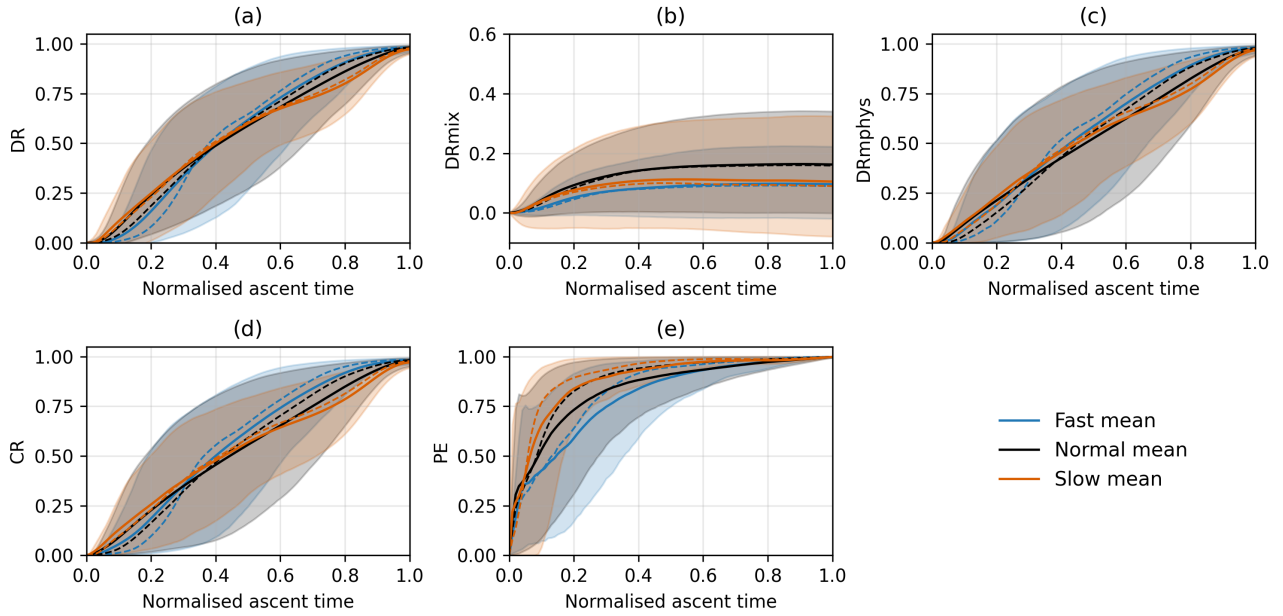 (a)
1.00
0.75
0.50
0.25
0.00
DR
0.0 0.2 0.4 0.6 0.8 1.0
Normalised ascent time
(b)
0.6
0.4
0.2
0.0
DRmix
0.0 0.2 0.4 0.6 0.8 1.0
Normalised ascent time
(c)
1.00
0.75
0.50
0.25
0.00
DRmphys
0.0 0.2 0.4 0.6 0.8 1.0
Normalised ascent time
(d)
1.00
0.75
0.50
0.25
0.00
CR
0.0 0.2 0.4 0.6 0.8 1.0
Normalised ascent time
(e)
1.00
0.75
0.50
0.25
0.00
PE
0.0 0.2 0.4 0.6 0.8 1.0
Normalised ascent time
Fast mean
Normal mean
Slow mean